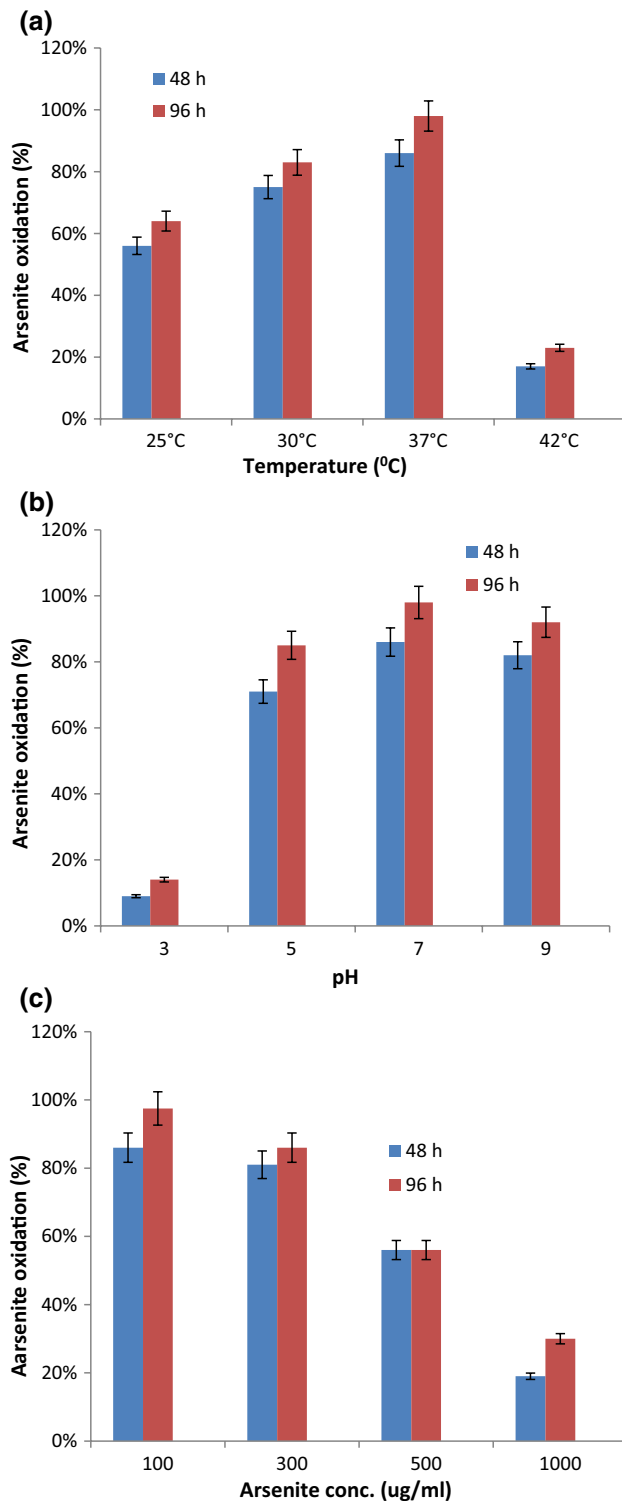 (a)
120%
100%
80%
60%
40%
20%
0%
Arsenite oxidation (%)
48 h
96 h
25°C 30°C 37°C 42°C
Temperature (⁰C)
(b)
120%
100%
80%
60%
40%
20%
0%
Arsenite oxidation (%)
48 h
96 h
3 5 7 9
pH
(c)
120%
100%
80%
60%
40%
20%
0%
Aarsenite oxidation (%)
48 h
96 h
100 300 500 1000
Arsenite conc. (ug/ml)